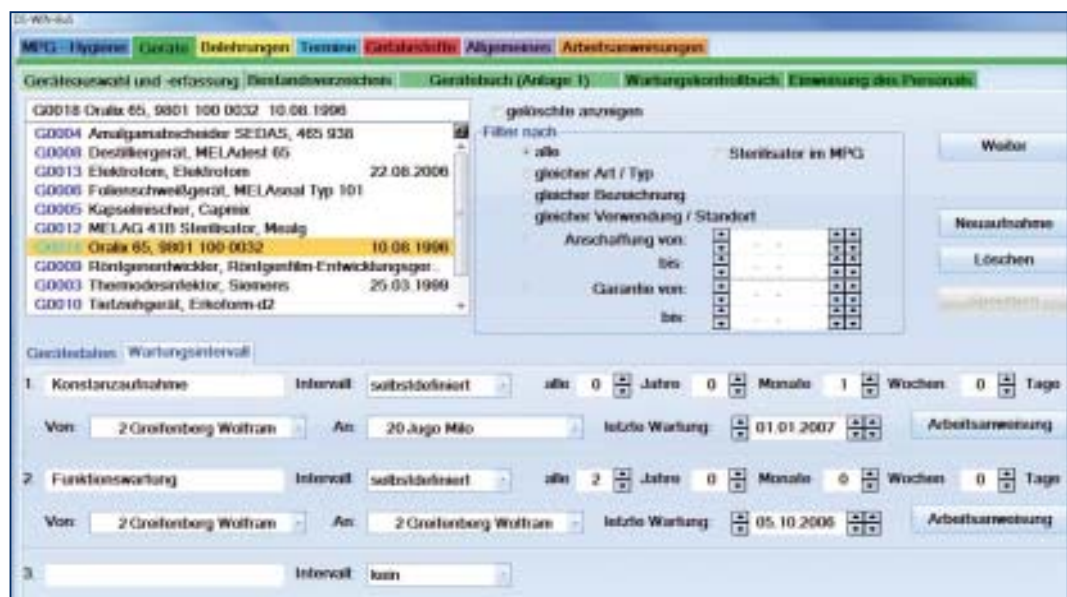 MPG - Hygiene Geräte Belehrungen Termine Gefahrstoffe Allgemeines Arbeitsanweisungen
Geräteauswahl und -erfassung Bestandsverzeichnis Gerätebuch (Anlage 1) Wartungskontrollbuch Einweisung des Personals
G0018 Oralix 65, 9801 100 0032 10.08.1996
gelöschte anzeigen
G0004 Amalgamabscheider SEDAS, 465 938
G0008 Destilliergerät, MELAdest 65
G0013 Elektrotom, Elektrotom 22.08.2006
G0006 Folienschweißgerät, MELAseal Typ 101
G0005 Kapselmischer, Capmix
G0012 MELAG 41B Sterilisator, Mealg
G0018 Oralix 65, 9801 100 0032 10.08.1996
G0009 Röntgenentwickler, Röntgenfilm-Entwicklungsger..
G0003 Thermodesinfektor, Siemens 25.03.1999
G0010 Tiefziehgerät, Erkoform-d2
Filter nach
alle Sterilisator im MPG
gleicher Art / Typ
gleicher Bezeichnung
gleicher Verwendung / Standort
Anschaffung von:
bis:
Garantie von:
bis:
Weiter
Neuaufnahme
Löschen
Gerätedaten Wartungsintervall
1. Konstanzaufnahme Intervall: selbstdefiniert alle 0 Jahre 0 Monate 1 Wochen 0 Tage
Von: 2 Greifenberg Wolfram An: 20 Jugo Milo letzte Wartung: 01.01.2007 Arbeitsanweisung
2. Funktionswartung Intervall: selbstdefiniert alle 2 Jahre 0 Monate 0 Wochen 0 Tage
Von: 2 Greifenberg Wolfram An: 2 Greifenberg Wolfram letzte Wartung: 05.10.2006 Arbeitsanweisung
3. Intervall: kein